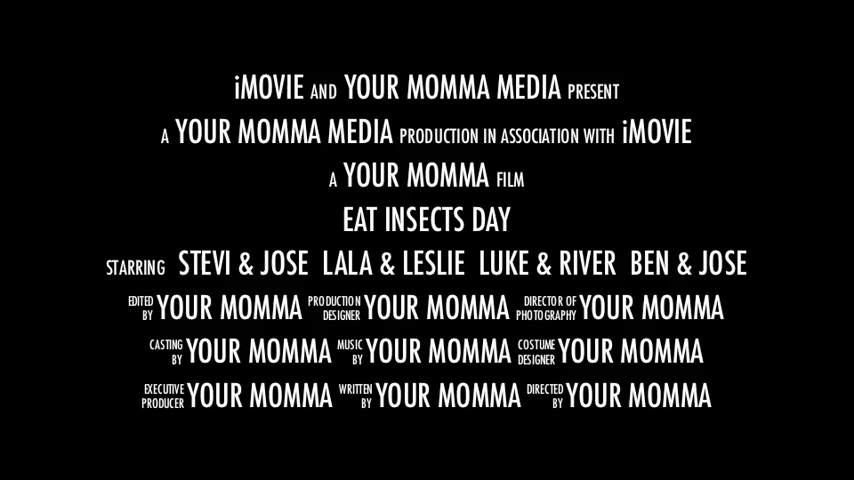 iMOVIE AND YOUR MOMMA MEDIA PRESENT
A YOUR MOMMA MEDIA PRODUCTION IN ASSOCIATION WITH iMOVIE
A YOUR MOMMA FILM
EAT INSECTS DAY
STARRING STEVI & JOSE LALA & LESLIE LUKE & RIVER BEN & JOSE
EDITED BY YOUR MOMMA PRODUCTION DESIGNER YOUR MOMMA DIRECTOR OF PHOTOGRAPHY YOUR MOMMA
CASTING BY YOUR MOMMA MUSIC BY YOUR MOMMA COSTUME DESIGNER YOUR MOMMA
EXECUTIVE PRODUCER YOUR MOMMA WRITTEN BY YOUR MOMMA DIRECTED BY YOUR MOMMA